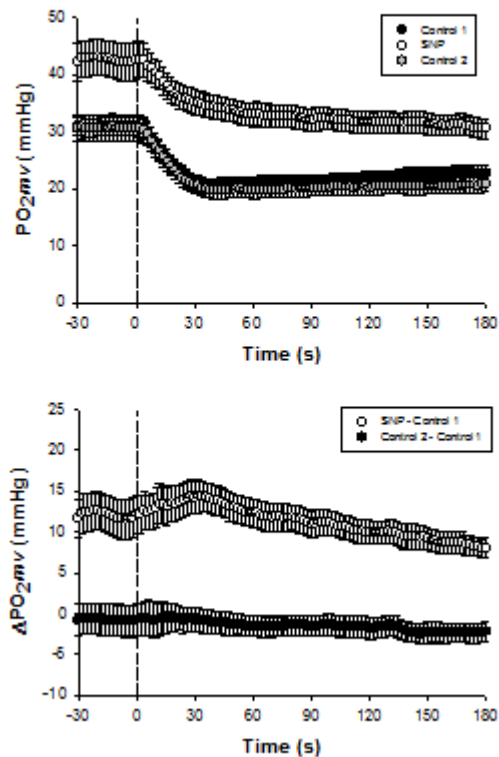 50
40
30
20
10
0
PO2mv (mmHg)
Control 1
SNP
Control 2
-30 0 30 60 90 120 150 180
Time (s)
25
20
15
10
5
0
-5
-10
ΔPO2mv (mmHg)
SNP - Control 1
Control 2 - Control 1
-30 0 30 60 90 120 150 180
Time (s)